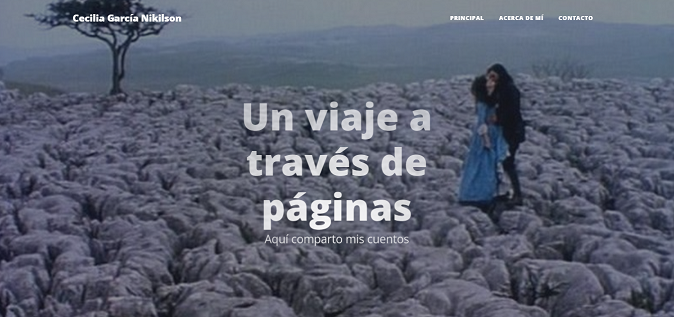 Cecilia García Nikilson
PRINCIPAL ACERCA DE MÍ CONTACTO
Un viaje a
través de
páginas
Aquí comparto mis cuentos